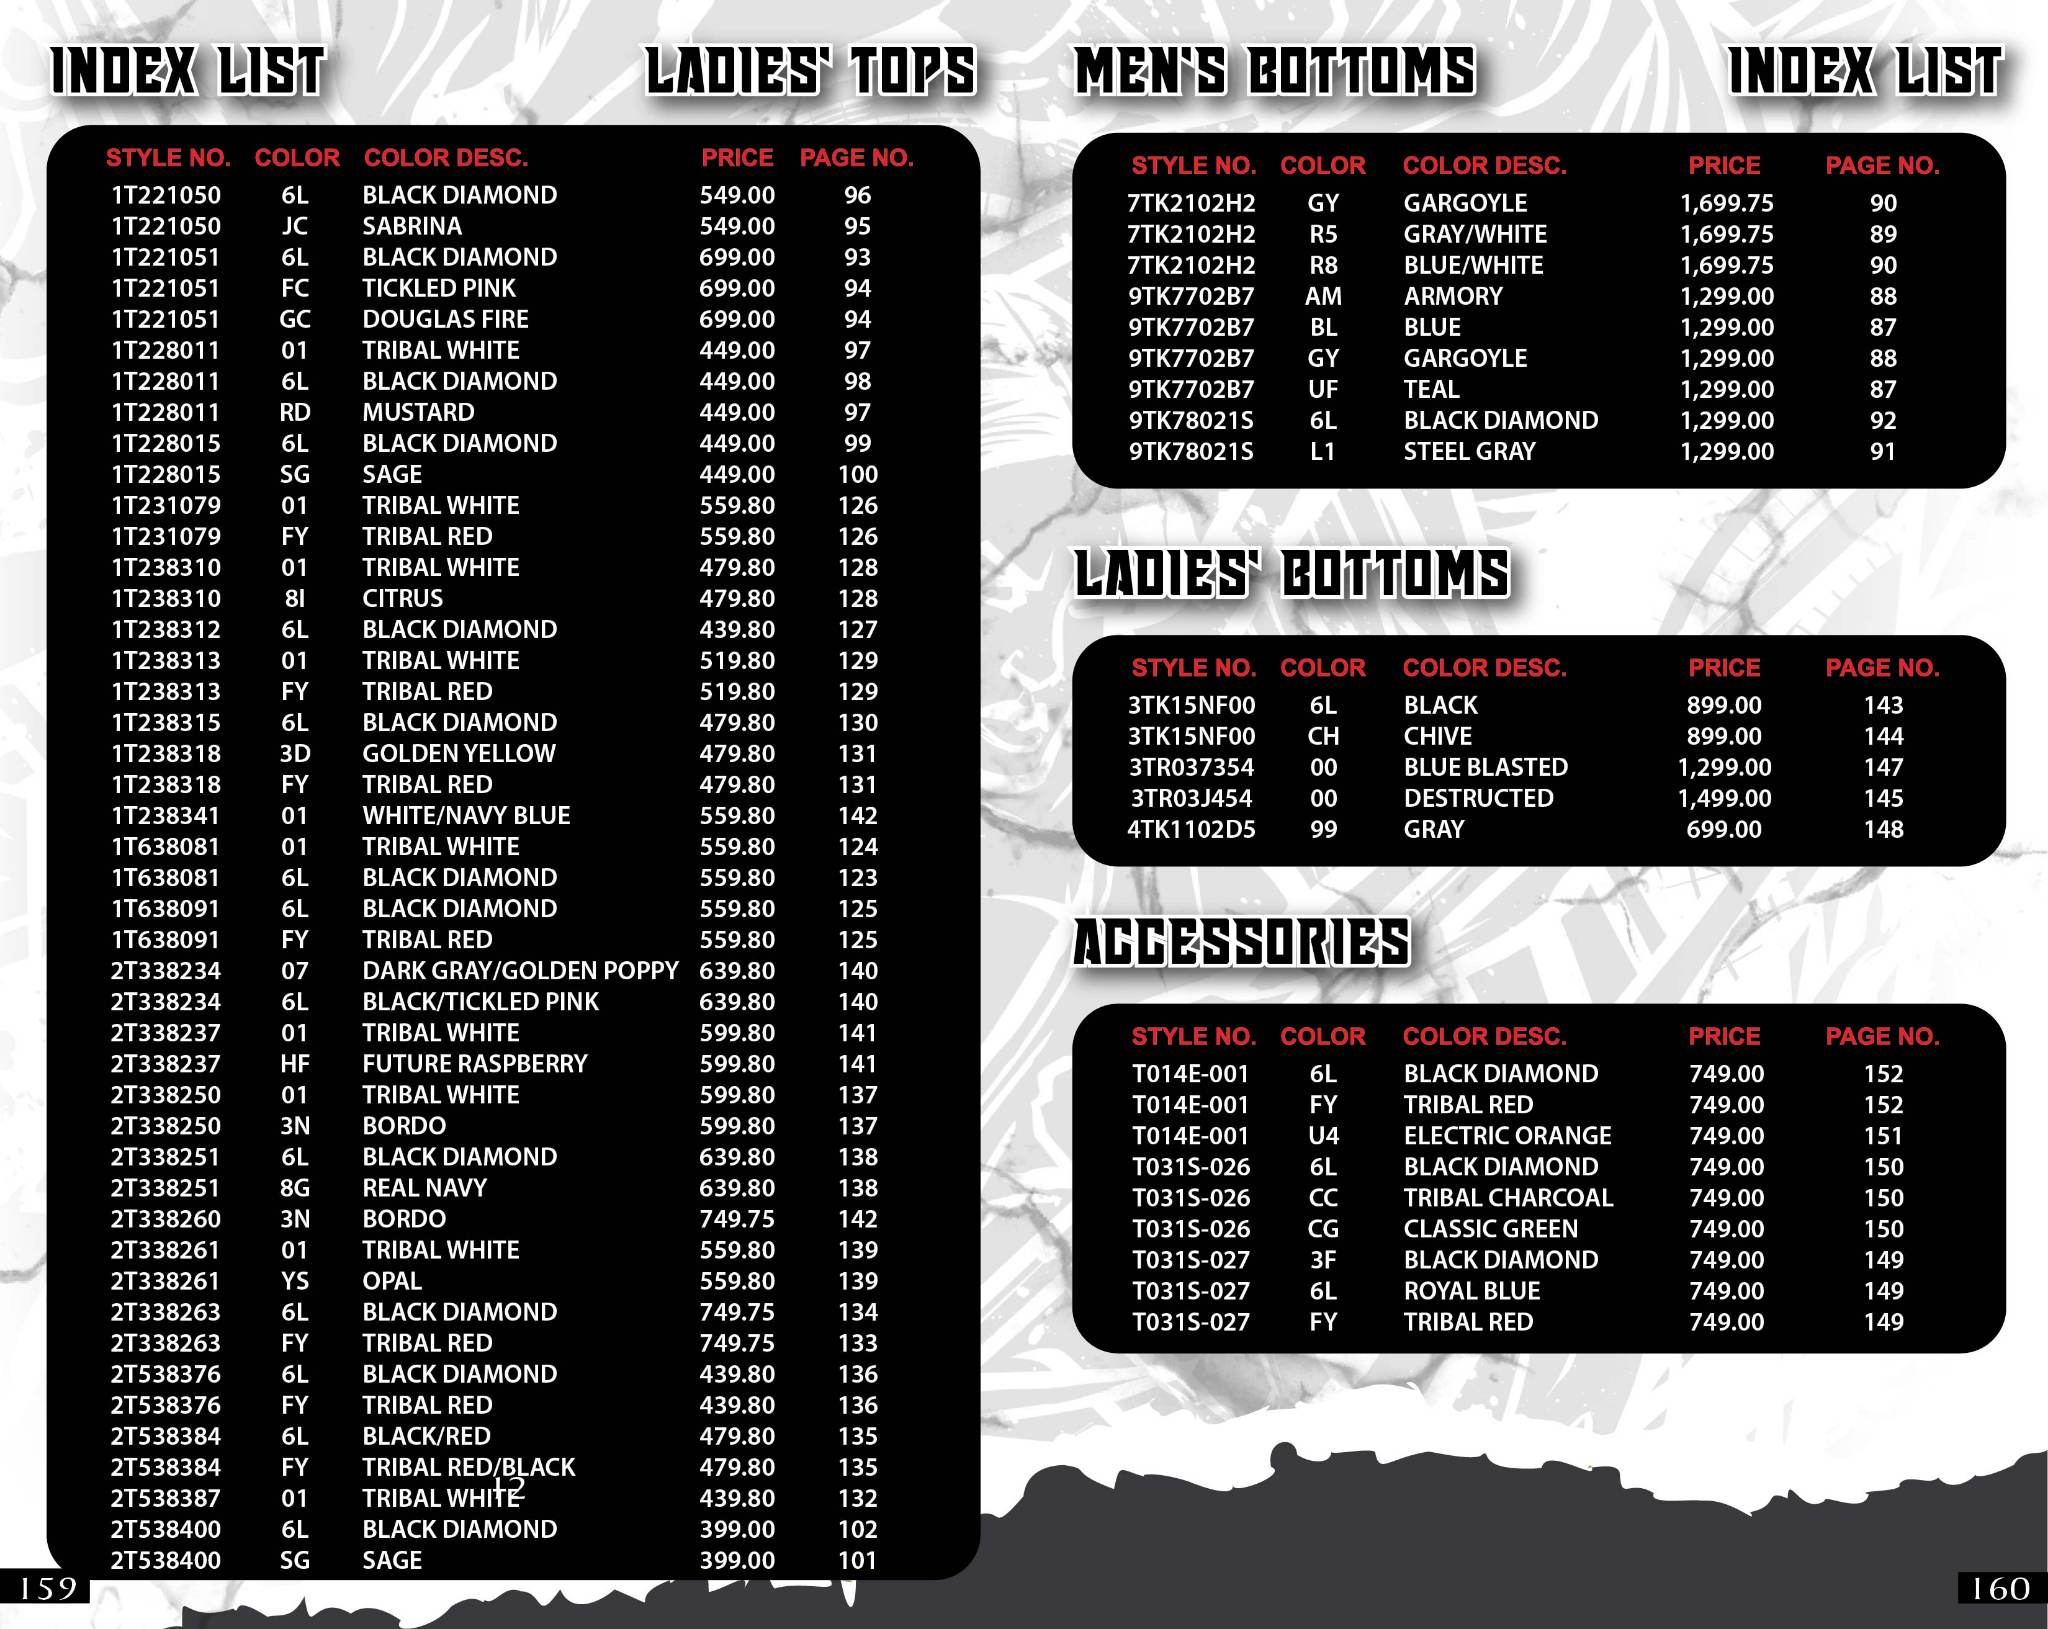 INDEX LIST
LADIES' TOPS
STYLE NO. COLOR COLOR DESC. PRICE PAGE NO.
1T221050 6L BLACK DIAMOND 549.00 96
1T221050 JC SABRINA 549.00 95
1T221051 6L BLACK DIAMOND 699.00 93
1T221051 FC TICKLED PINK 699.00 94
1T221051 GC DOUGLAS FIRE 699.00 94
1T228011 01 TRIBAL WHITE 449.00 97
1T228011 6L BLACK DIAMOND 449.00 98
1T228011 RD MUSTARD 449.00 97
1T228015 6L BLACK DIAMOND 449.00 99
1T228015 SG SAGE 449.00 100
1T231079 01 TRIBAL WHITE 559.80 126
1T231079 FY TRIBAL RED 559.80 126
1T238310 01 TRIBAL WHITE 479.80 128
1T238310 8I CITRUS 479.80 128
1T238312 6L BLACK DIAMOND 439.80 127
1T238313 01 TRIBAL WHITE 519.80 129
1T238313 FY TRIBAL RED 519.80 129
1T238315 6L BLACK DIAMOND 479.80 130
1T238318 3D GOLDEN YELLOW 479.80 131
1T238318 FY TRIBAL RED 479.80 131
1T238341 01 WHITE/NAVY BLUE 559.80 142
1T638081 01 TRIBAL WHITE 559.80 124
1T638081 6L BLACK DIAMOND 559.80 123
1T638091 6L BLACK DIAMOND 559.80 125
1T638091 FY TRIBAL RED 559.80 125
2T338234 07 DARK GRAY/GOLDEN POPPY 639.80 140
2T338234 6L BLACK/TICKLED PINK 639.80 140
2T338237 01 TRIBAL WHITE 599.80 141
2T338237 HF FUTURE RASPBERRY 599.80 141
2T338250 01 TRIBAL WHITE 599.80 137
2T338250 3N BORDO 599.80 137
2T338251 6L BLACK DIAMOND 639.80 138
2T338251 8G REAL NAVY 639.80 138
2T338260 3N BORDO 749.75 142
2T338261 01 TRIBAL WHITE 559.80 139
2T338261 YS OPAL 559.80 139
2T338263 6L BLACK DIAMOND 749.75 134
2T338263 FY TRIBAL RED 749.75 133
2T538376 6L BLACK DIAMOND 439.80 136
2T538376 FY TRIBAL RED 439.80 136
2T538384 6L BLACK/RED 479.80 135
2T538384 FY TRIBAL RED/BLACK 479.80 135
12
2T538387 01 TRIBAL WHITE 439.80 132
2T538400 6L BLACK DIAMOND 399.00 102
2T538400 SG SAGE 399.00 101
159
MEN'S BOTTOMS
INDEX LIST
STYLE NO. COLOR COLOR DESC. PRICE PAGE NO.
7TK2102H2 GY GARGOYLE 1,699.75 90
7TK2102H2 R5 GRAY/WHITE 1,699.75 89
7TK2102H2 R8 BLUE/WHITE 1,699.75 90
9TK7702B7 AM ARMORY 1,299.00 88
9TK7702B7 BL BLUE 1,299.00 87
9TK7702B7 GY GARGOYLE 1,299.00 88
9TK7702B7 UF TEAL 1,299.00 87
9TK78021S 6L BLACK DIAMOND 1,299.00 92
9TK78021S L1 STEEL GRAY 1,299.00 91
LADIES' BOTTOMS
STYLE NO. COLOR COLOR DESC. PRICE PAGE NO.
3TK15NF00 6L BLACK 899.00 143
3TK15NF00 CH CHIVE 899.00 144
3TR037354 00 BLUE BLASTED 1,299.00 147
3TR03J454 00 DESTRUCTED 1,499.00 145
4TK1102D5 99 GRAY 699.00 148
ACCESSORIES
STYLE NO. COLOR COLOR DESC. PRICE PAGE NO.
T014E-001 6L BLACK DIAMOND 749.00 152
T014E-001 FY TRIBAL RED 749.00 152
T014E-001 U4 ELECTRIC ORANGE 749.00 151
T031S-026 6L BLACK DIAMOND 749.00 150
T031S-026 CC TRIBAL CHARCOAL 749.00 150
T031S-026 CG CLASSIC GREEN 749.00 150
T031S-027 3F BLACK DIAMOND 749.00 149
T031S-027 6L ROYAL BLUE 749.00 149
T031S-027 FY TRIBAL RED 749.00 149
160